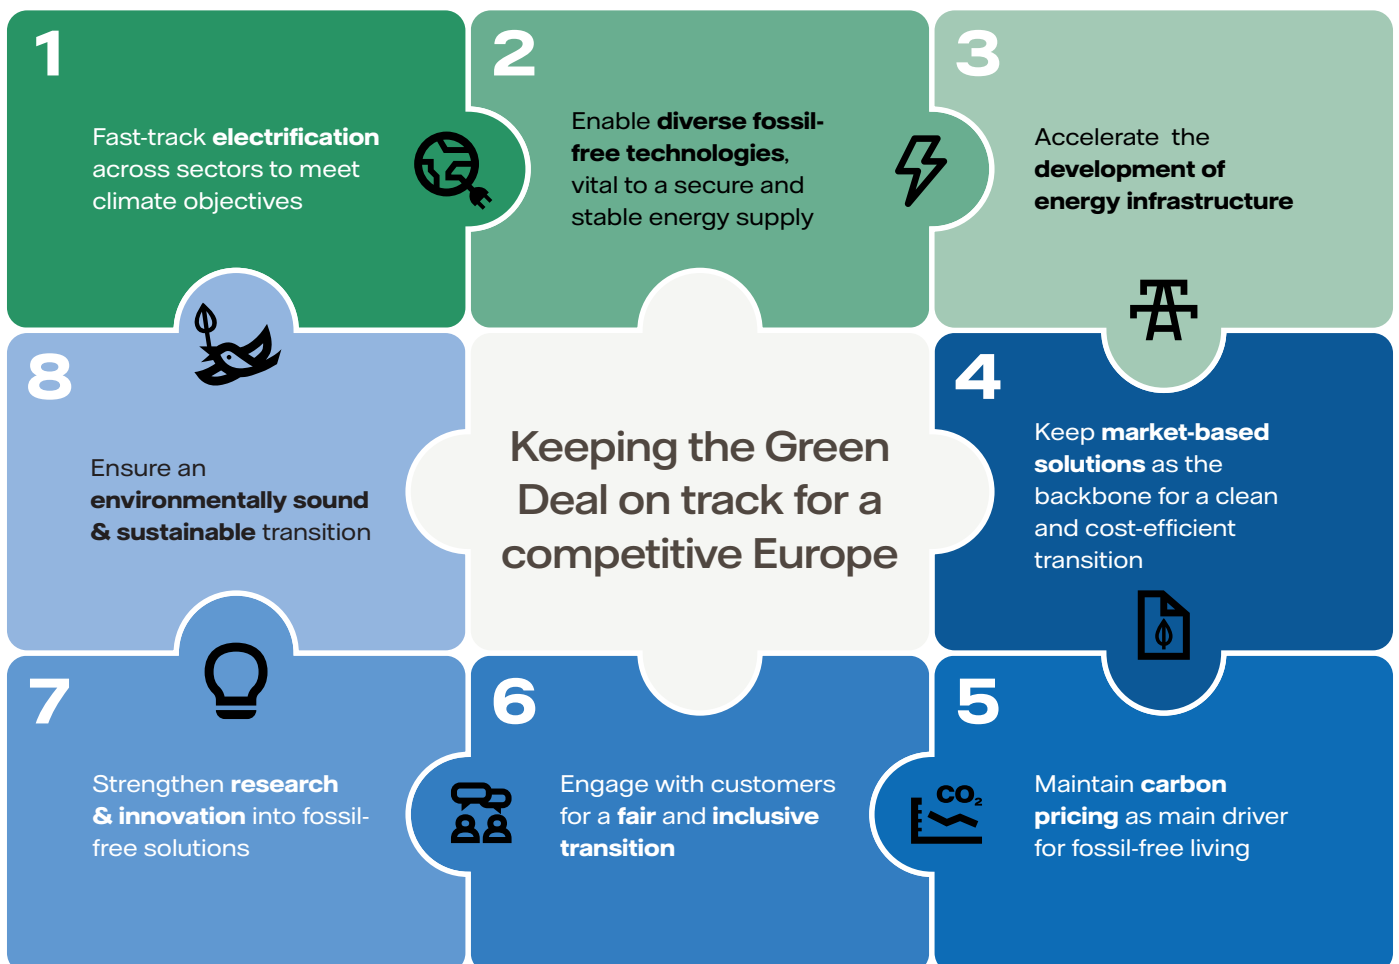 1
Fast-track electrification
across sectors to meet
climate objectives
2
Enable diverse fossil-
free technologies,
vital to a secure and
stable energy supply
3
Accelerate the
development of
energy infrastructure
4
Keep market-based
solutions as the
backbone for a clean
and cost-efficient
transition
5
CO₂
Maintain carbon
pricing as main driver
for fossil-free living
6
Engage with customers
for a fair and inclusive
transition
7
Strengthen research
& innovation into fossil-
free solutions
8
Ensure an
environmentally sound
& sustainable transition
Keeping the Green
Deal on track for a
competitive Europe